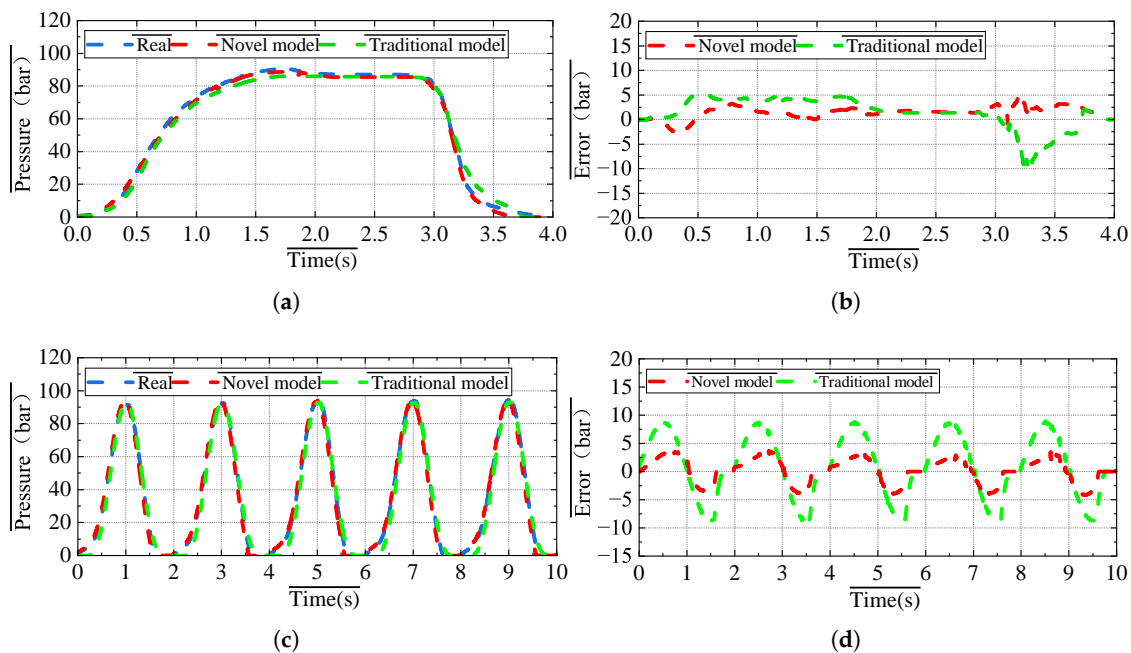 120
100
80
60
40
20
0
Pressure（bar）
Real Novel model Traditional model
0.0 0.5 1.0 1.5 2.0 2.5 3.0 3.5 4.0
Time(s)
(a)
20
15
10
5
0
−5
−10
−15
−20
Error（bar）
Novel model Traditional model
0.0 0.5 1.0 1.5 2.0 2.5 3.0 3.5 4.0
Time(s)
(b)
120
100
80
60
40
20
0
Pressure（bar）
Real Novel model Traditional model
0 1 2 3 4 5 6 7 8 9 10
Time(s)
(c)
20
15
10
5
0
−5
−10
−15
Error（bar）
Novel model Traditional model
0 1 2 3 4 5 6 7 8 9 10
Time(s)
(d)